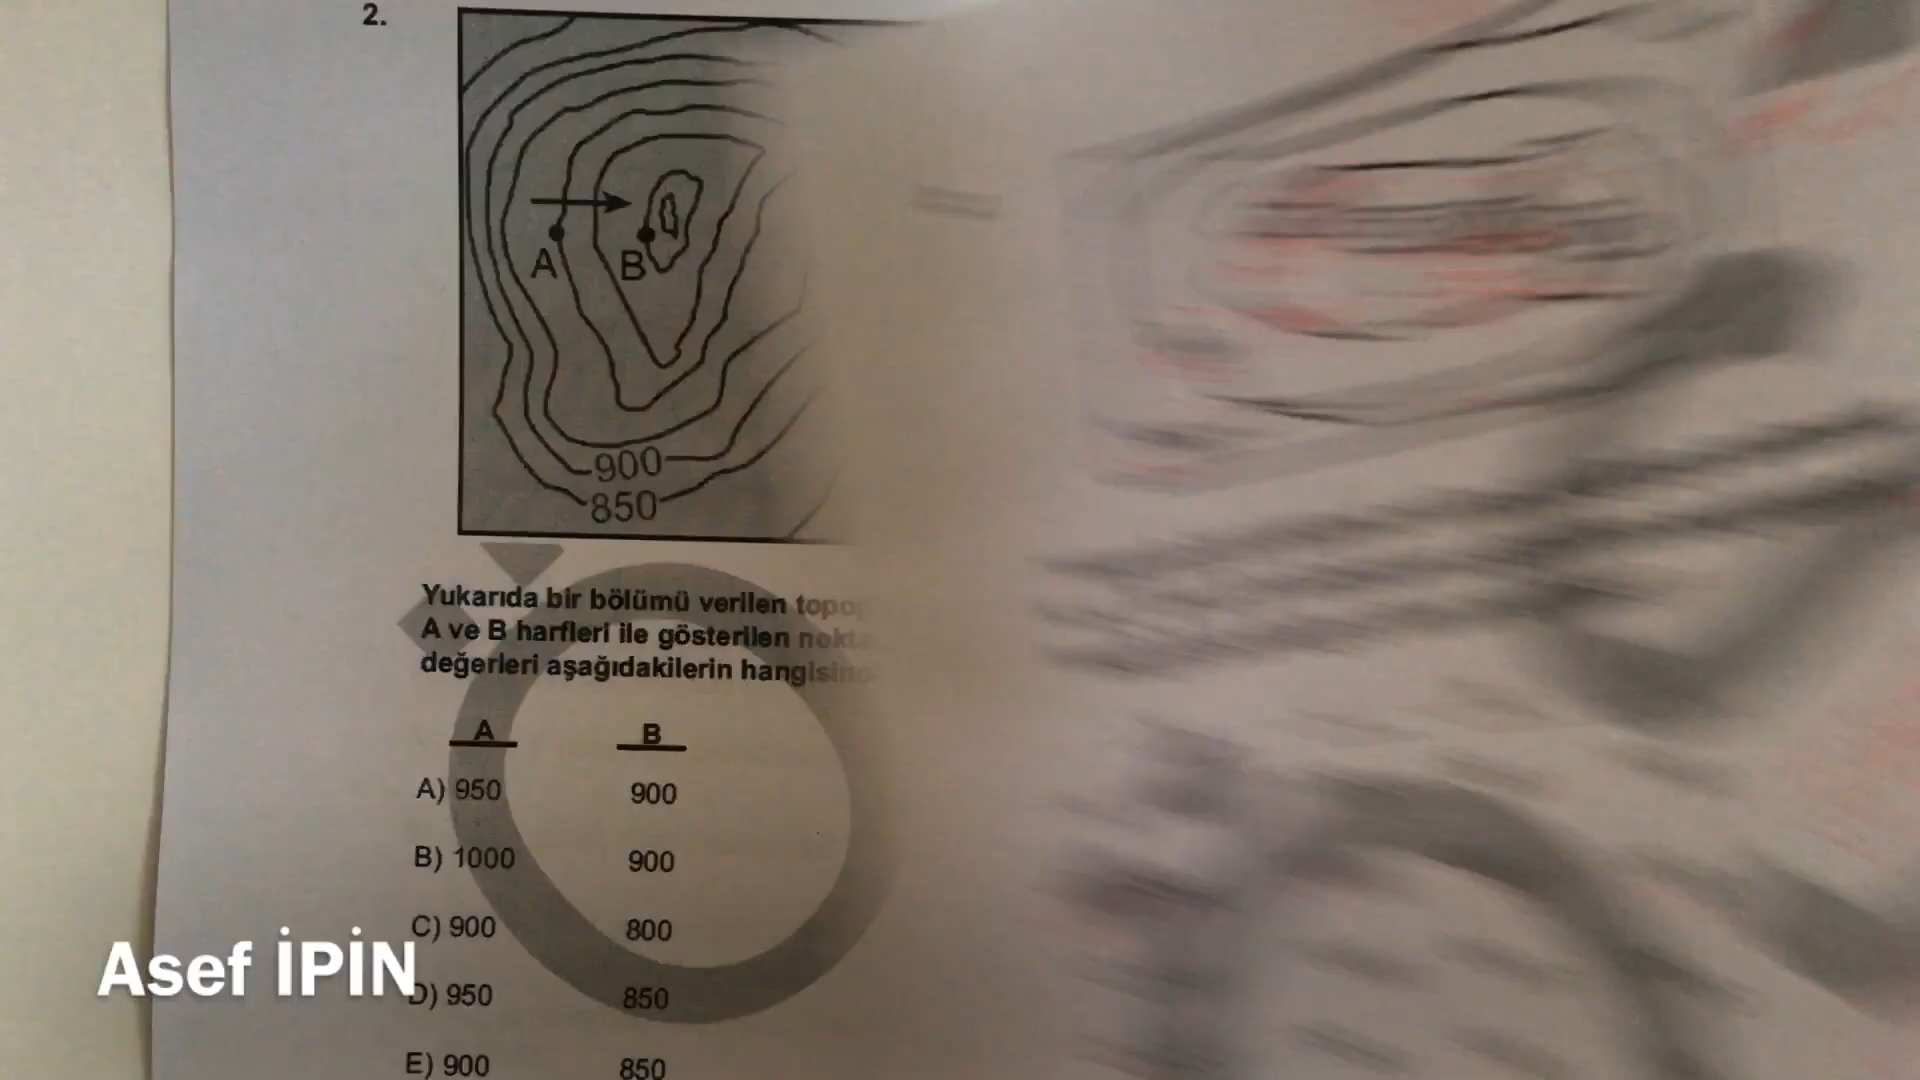 2.
A
B
900
850
Yukarıda bir bölümü verilen
A ve B harfleri ile gösterilen
değerleri aşağıdakilerin hangisin
A B
A) 950 900
B) 1000 900
C) 900 800
D) 950 850
E) 900 850
Asef İPİN